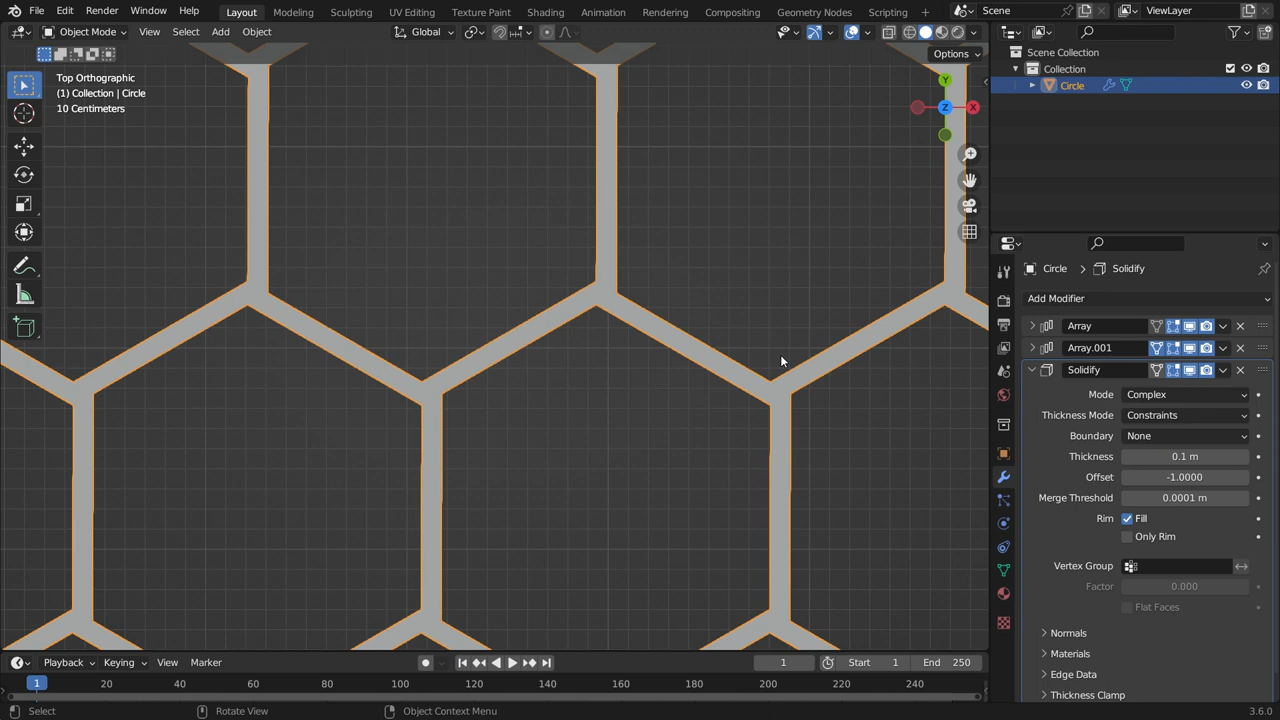 File Edit Render Window Help Layout Modeling Sculpting UV Editing Texture Paint Shading Animation Rendering Compositing Geometry Nodes Scripting Scene ViewLayer
Object Mode View Select Add Object Global
Options
Top Orthographic
(1) Collection | Circle
10 Centimeters
Y
Z X
Scene Collection
Collection
Circle
Circle > Solidify
Add Modifier
Array
Array.001
Solidify
Mode Complex
Thickness Mode Constraints
Boundary None
Thickness 0.1 m
Offset -1.0000
Merge Threshold 0.0001 m
Rim Fill
Only Rim
Vertex Group
Factor 0.000
Flat Faces
Normals
Materials
Edge Data
Thickness Clamp
Playback Keying View Marker 1 Start 1 End 250
1 20 40 60 80 100 120 140 160 180 200 220 240
Select Rotate View Object Context Menu 3.6.0